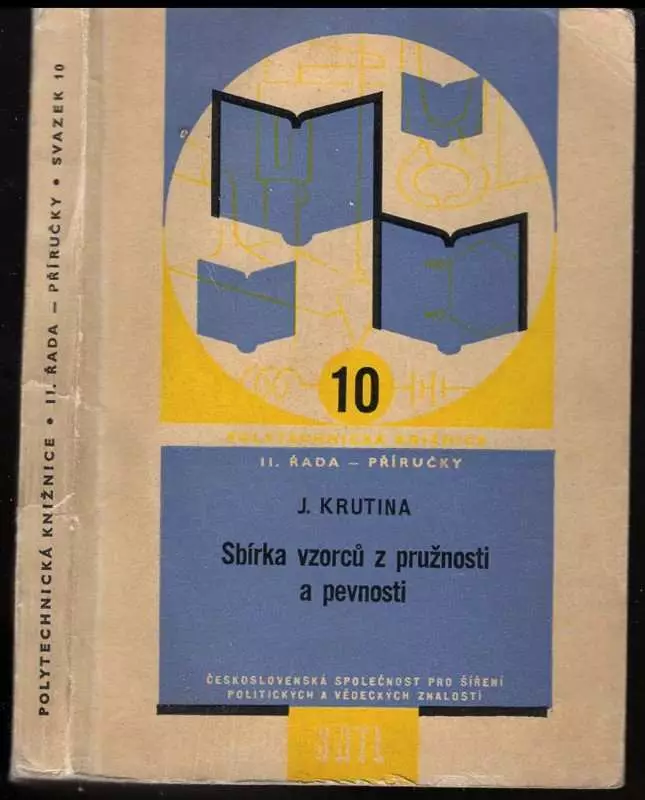 POLYTECHNICKÁ KNIŽNICE • II. ŘADA — PŘÍRUČKY • SVAZEK 10
10
POLYTECHNICKÁ KNIŽNICE
II. ŘADA — PŘÍRUČKY
J. KRUTINA
Sbírka vzorců z pružnosti
a pevnosti
ČESKOSLOVENSKÁ SPOLEČNOST PRO ŠÍŘENÍ
POLITICKÝCH A VĚDECKÝCH ZNALOSTÍ
SNTL